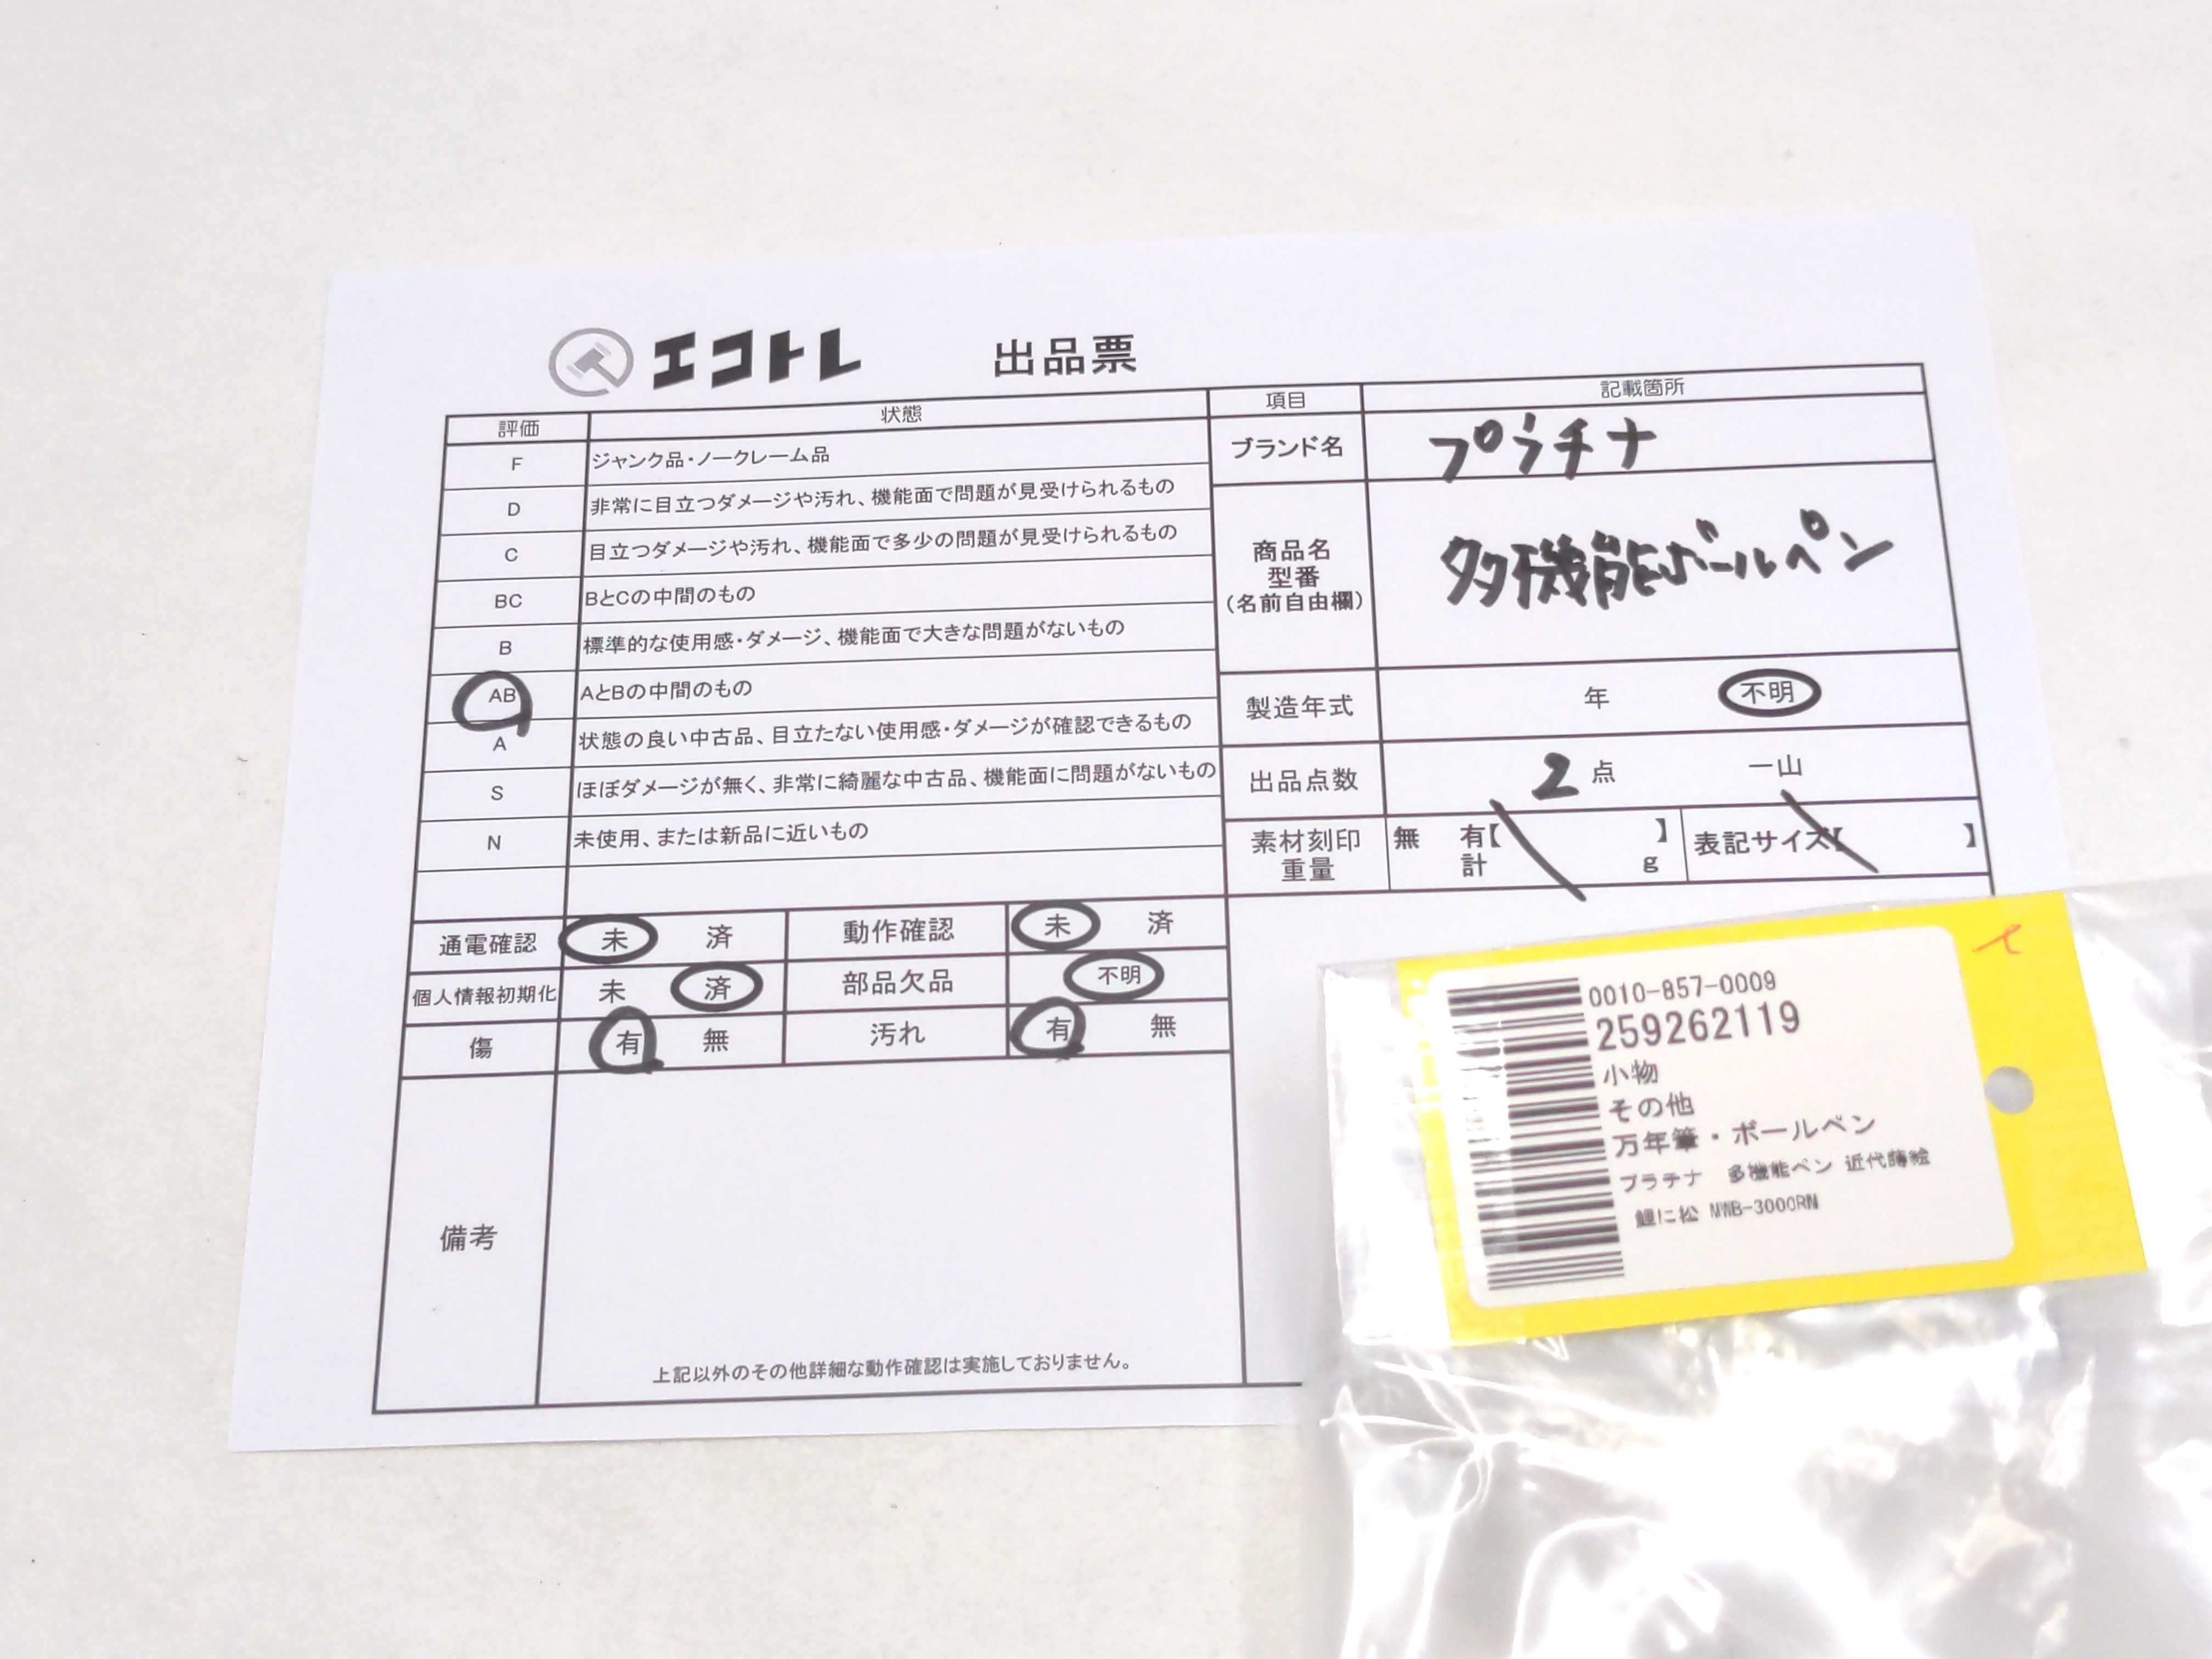 エコトレ 出品票
評価 状態
F ジャンク品・ノークレーム品
D 非常に目立つダメージや汚れ、機能面で問題が見受けられるもの
C 目立つダメージや汚れ、機能面で多少の問題が見受けられるもの
BC BとCの中間のもの
B 標準的な使用感・ダメージ、機能面で大きな問題がないもの
AB AとBの中間のもの
A 状態の良い中古品、目立たない使用感・ダメージが確認できるもの
S ほぼダメージが無く、非常に綺麗な中古品、機能面に問題がないもの
N 未使用、または新品に近いもの
項目 記載箇所
ブランド名 プラチナ
商品名
型番
(名前自由欄)
多機能ボールペン
製造年式 年 不明
出品点数 2 点 一山
素材刻印 無 有【 】 表記サイズ【 】
重量 計 g
通電確認 未 済 動作確認 未 済
個人情報初期化 未 済 部品欠品 不明
傷 有 無 汚れ 有 無
備考
上記以外のその他詳細な動作確認は実施しておりません。
0010-857-0009
259262119
小物
その他
万年筆・ボールペン
プラチナ 多機能ペン 近代蒔絵
鯉に松 MWB-3000RN